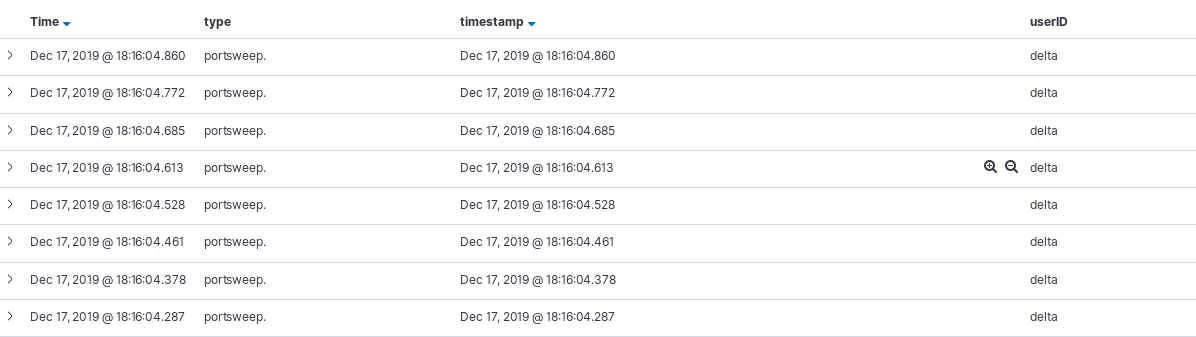 Time type timestamp userID
Dec 17, 2019 @ 18:16:04.860 portsweep. Dec 17, 2019 @ 18:16:04.860 delta
Dec 17, 2019 @ 18:16:04.772 portsweep. Dec 17, 2019 @ 18:16:04.772 delta
Dec 17, 2019 @ 18:16:04.685 portsweep. Dec 17, 2019 @ 18:16:04.685 delta
Dec 17, 2019 @ 18:16:04.613 portsweep. Dec 17, 2019 @ 18:16:04.613 delta
Dec 17, 2019 @ 18:16:04.528 portsweep. Dec 17, 2019 @ 18:16:04.528 delta
Dec 17, 2019 @ 18:16:04.461 portsweep. Dec 17, 2019 @ 18:16:04.461 delta
Dec 17, 2019 @ 18:16:04.378 portsweep. Dec 17, 2019 @ 18:16:04.378 delta
Dec 17, 2019 @ 18:16:04.287 portsweep. Dec 17, 2019 @ 18:16:04.287 delta